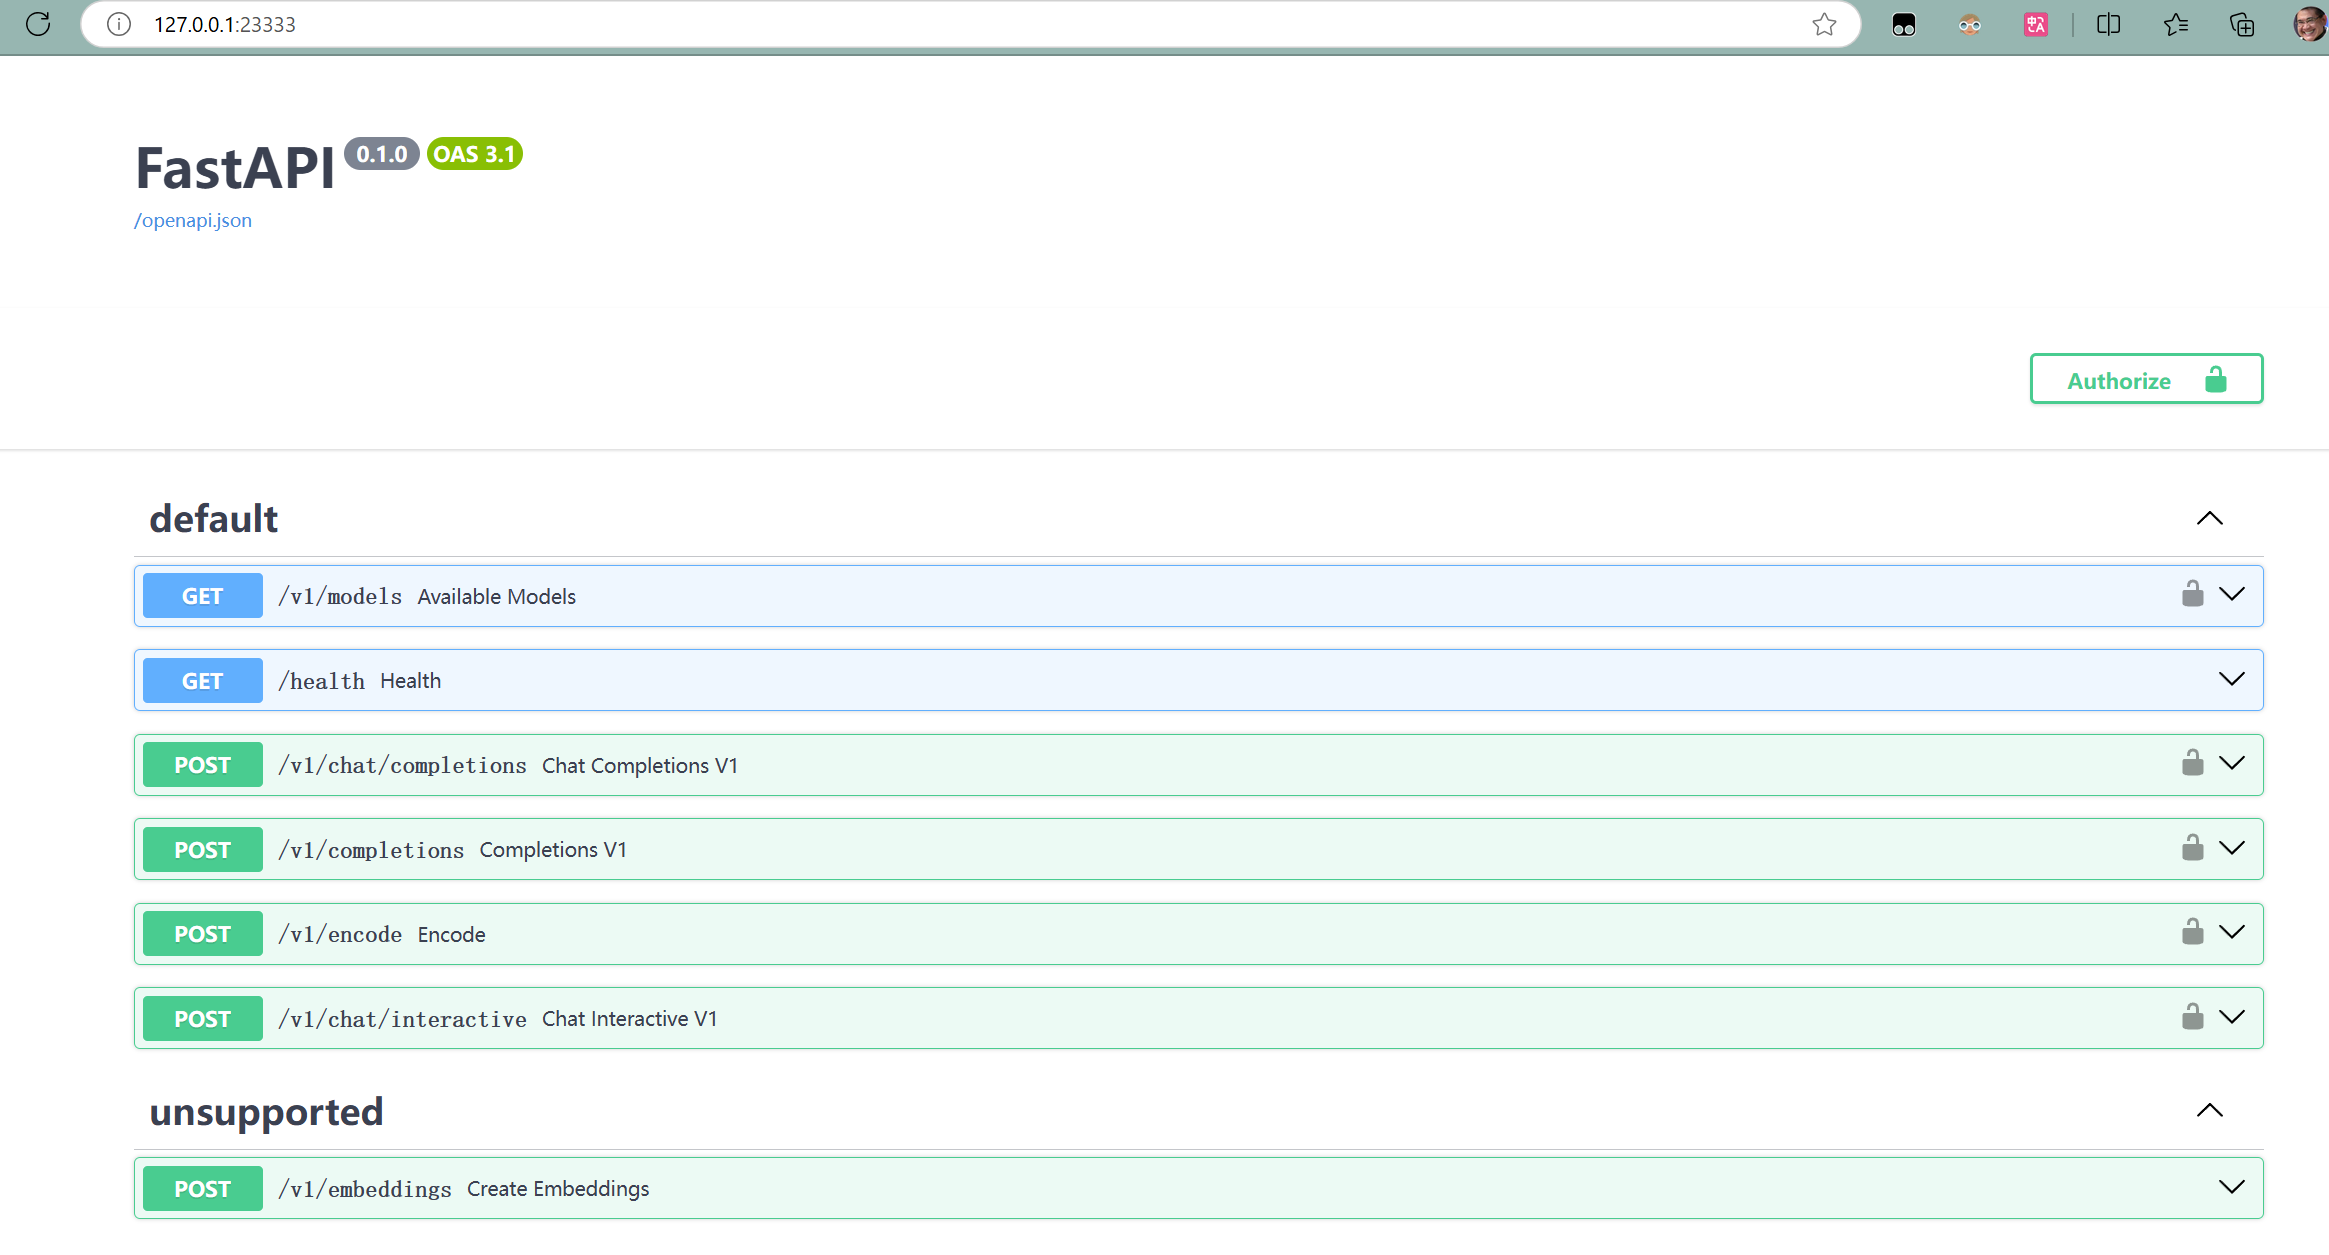 127.0.0.1:23333
FastAPI 0.1.0 OAS 3.1
/openapi.json
Authorize
default
GET /v1/models Available Models
GET /health Health
POST /v1/chat/completions Chat Completions V1
POST /v1/completions Completions V1
POST /v1/encode Encode
POST /v1/chat/interactive Chat Interactive V1
unsupported
POST /v1/embeddings Create Embeddings